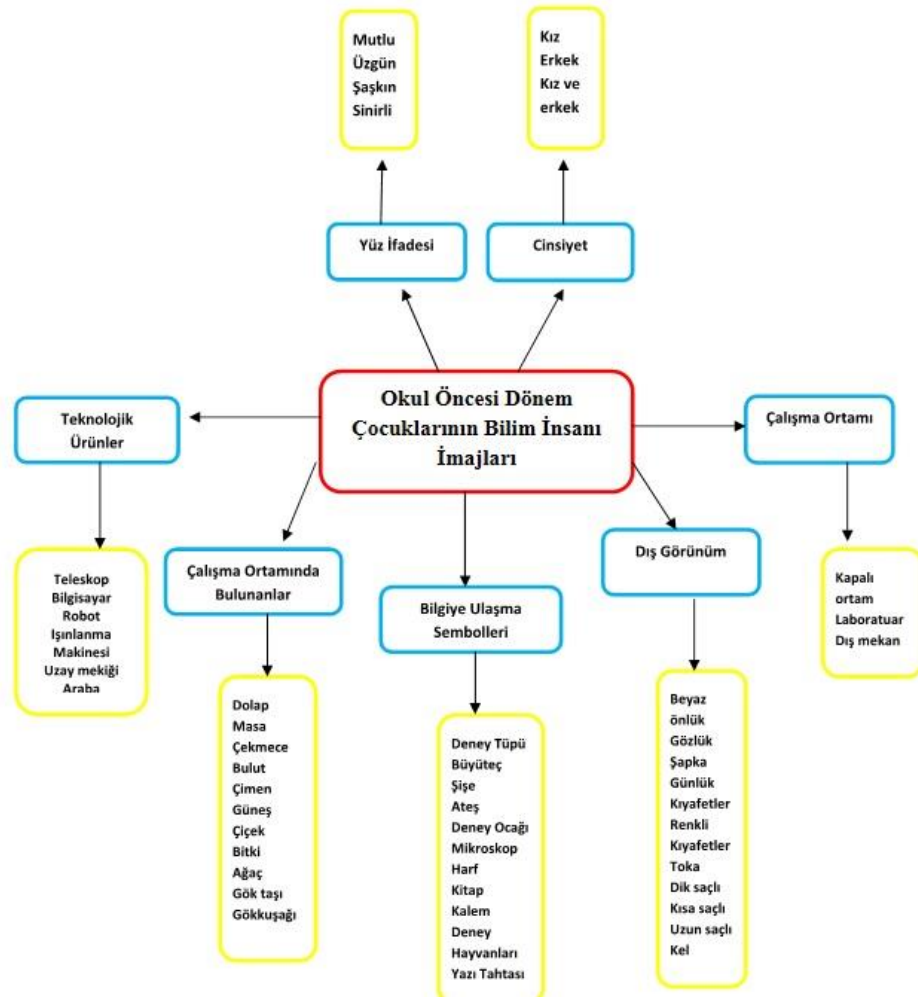 Mutlu
Üzgün
Şaşkın
Sinirli
Kız
Erkek
Kız ve
erkek
Yüz İfadesi
Cinsiyet
Okul Öncesi Dönem
Çocuklarının Bilim İnsanı
İmajları
Teknolojik
Ürünler
Çalışma Ortamı
Çalışma Ortamında
Bulunanlar
Bilgiye Ulaşma
Sembolleri
Dış Görünüm
Teleskop
Bilgisayar
Robot
Işınlanma
Makinesi
Uzay mekiği
Araba
Dolap
Masa
Çekmece
Bulut
Çimen
Güneş
Çiçek
Bitki
Ağaç
Gök taşı
Gökkuşağı
Deney Tüpü
Büyüteç
Şişe
Ateş
Deney Ocağı
Mikroskop
Harf
Kitap
Kalem
Deney
Hayvanları
Yazı Tahtası
Beyaz
önlük
Gözlük
Şapka
Günlük
Kıyafetler
Renkli
Kıyafetler
Toka
Dik saçlı
Kısa saçlı
Uzun saçlı
Kel
Kapalı
ortam
Laboratuar
Dış mekan